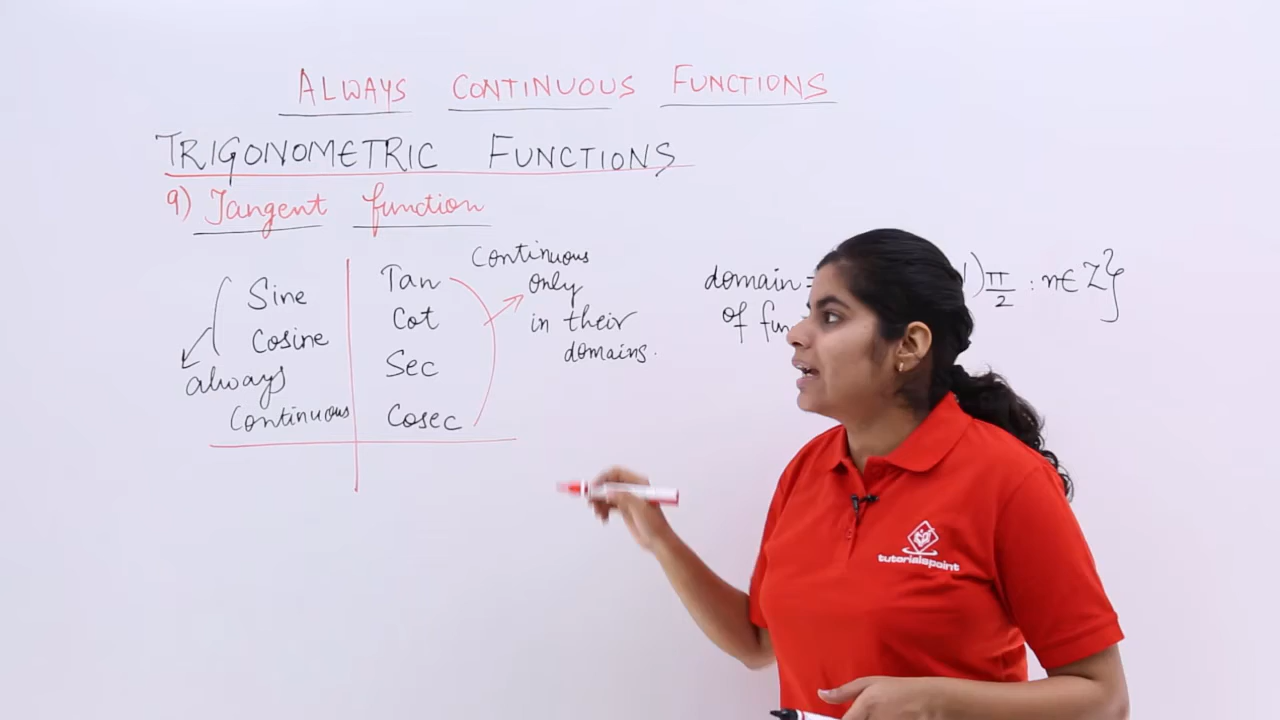 ALWAYS CONTINUOUS FUNCTIONS
TRIGONOMETRIC FUNCTIONS
9) Tangent function
Sine
Cosine
always
Continuous
Tan
Cot
Sec
Cosec
Continuous
only
in their
domains.
domain =
of
) π/2 : n ∈ Z}
tutorialspoint